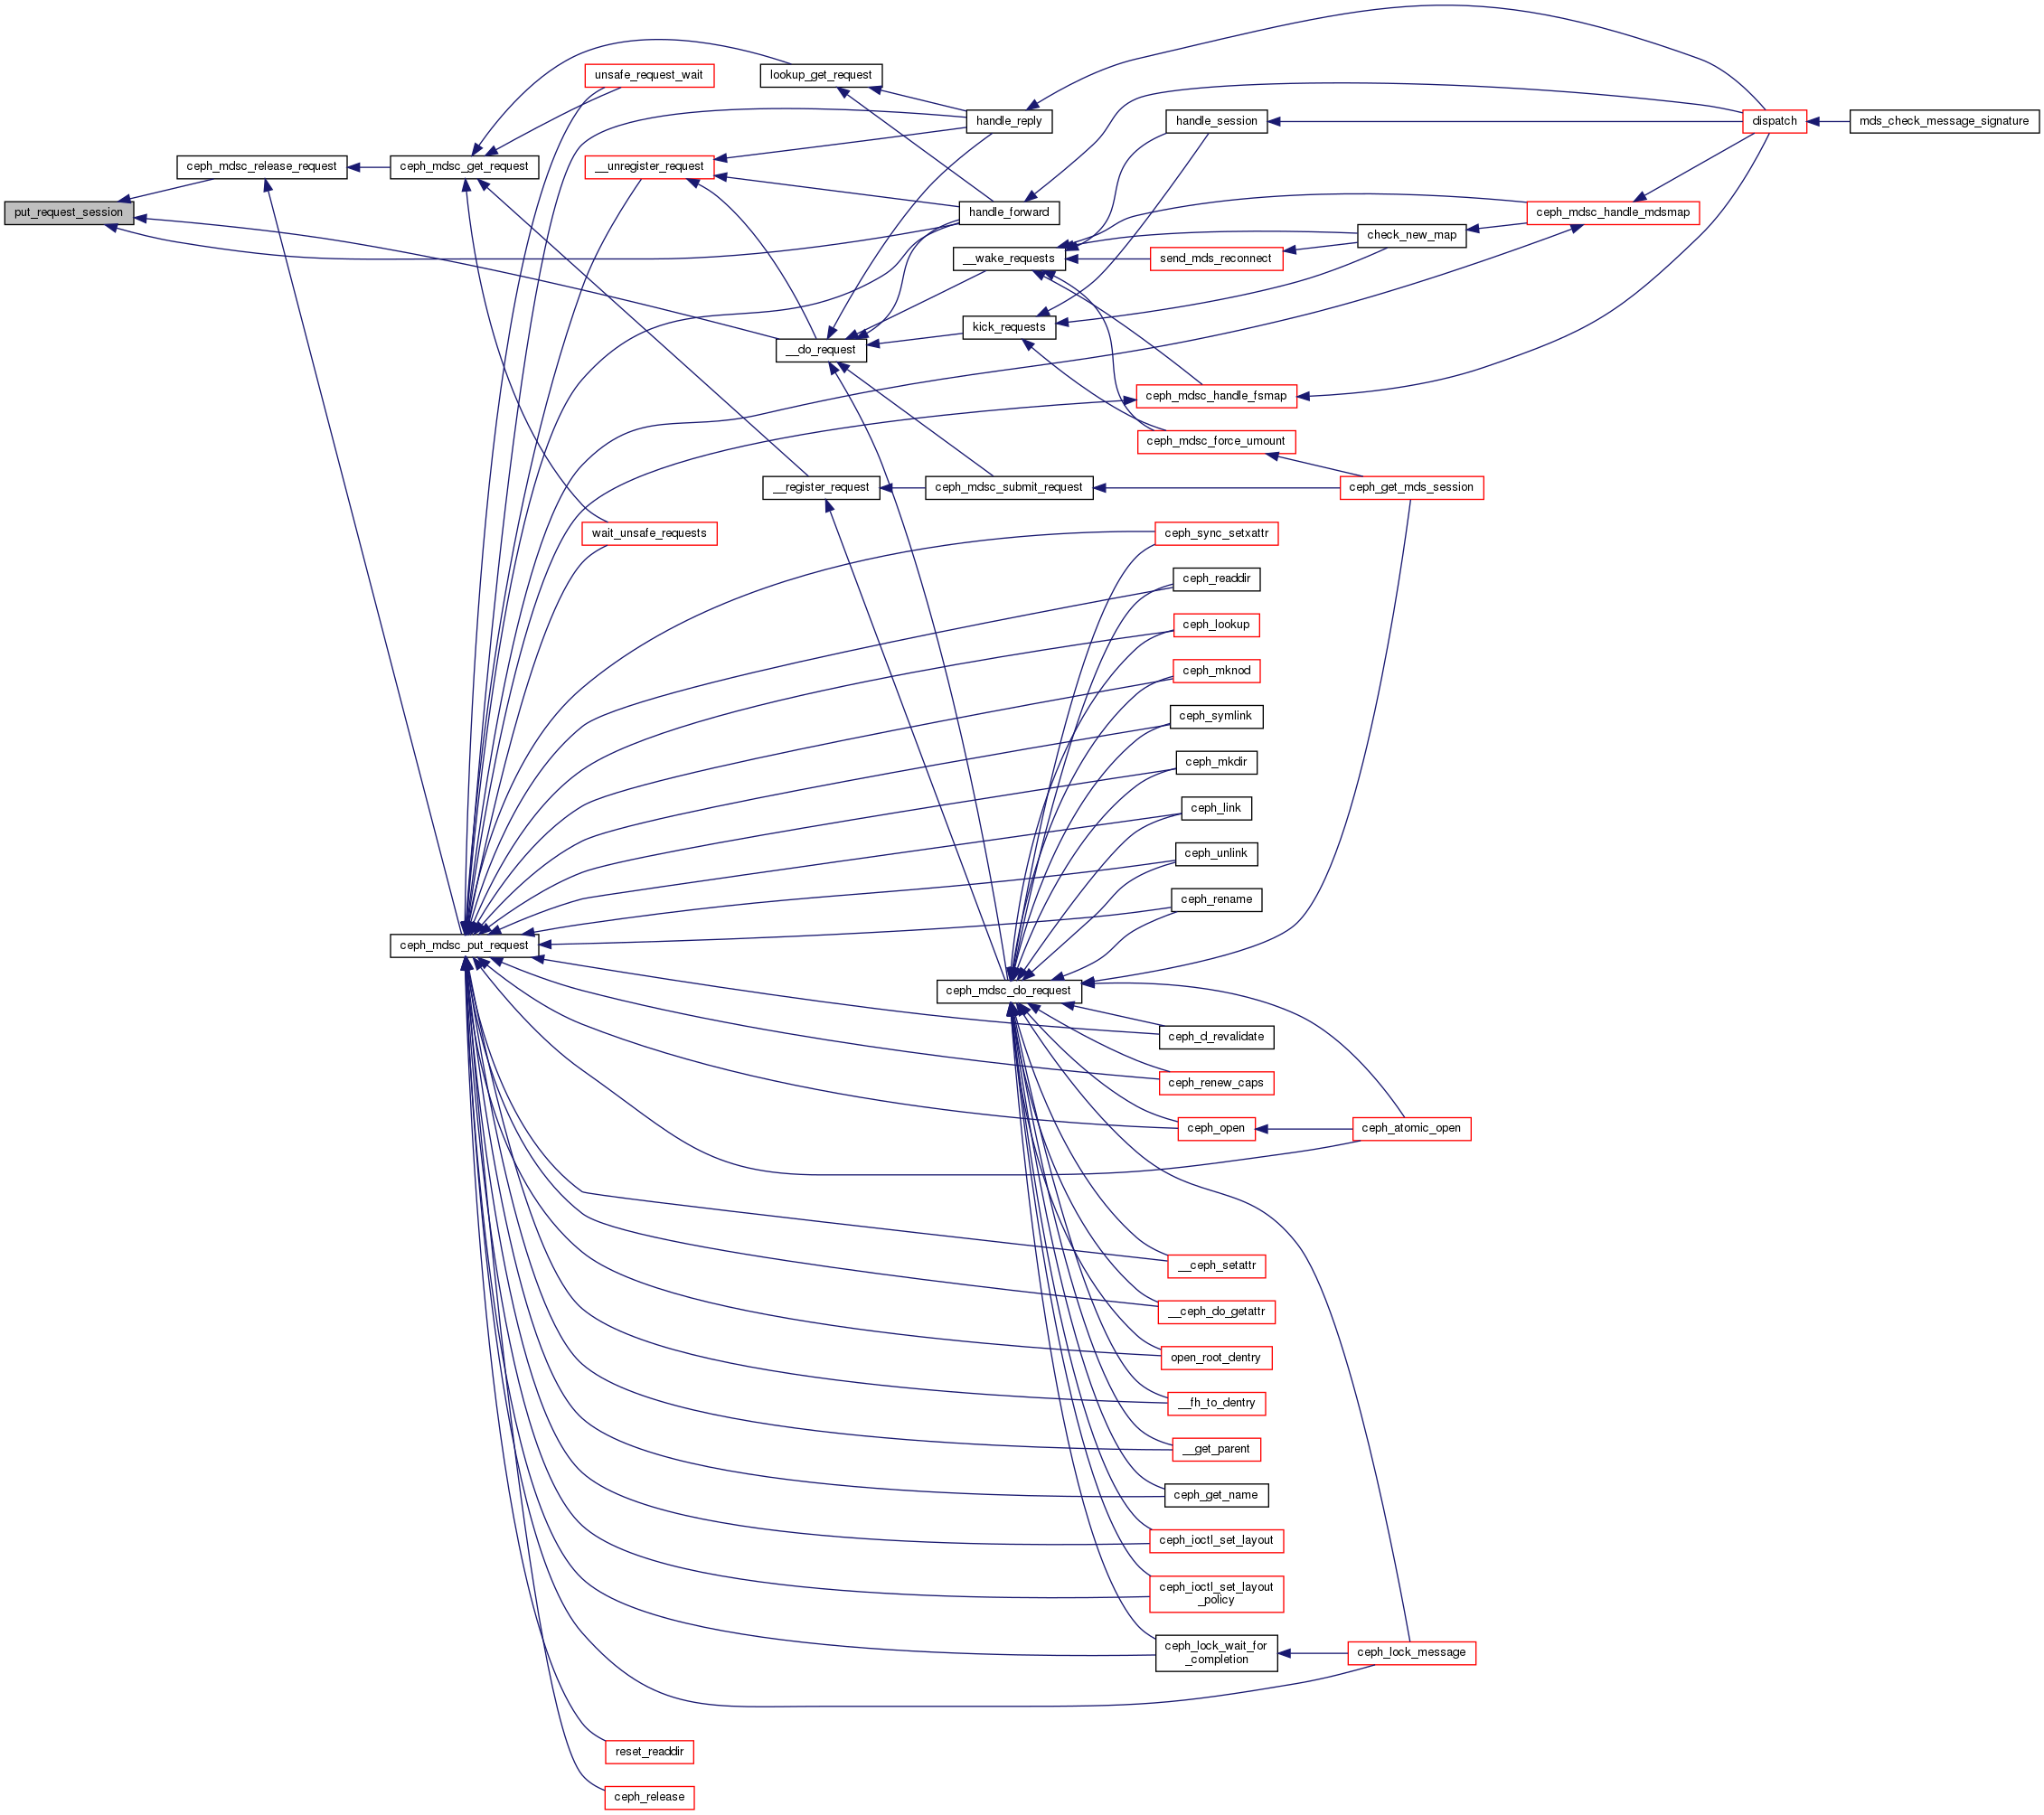 put_request_session
ceph_mdsc_release_request
ceph_mdsc_get_request
unsafe_request_wait
__unregister_request
wait_unsafe_requests
ceph_mdsc_put_request
reset_readdir
ceph_release
lookup_get_request
__do_request
__register_request
handle_reply
handle_forward
__wake_requests
kick_requests
ceph_mdsc_submit_request
ceph_mdsc_do_request
handle_session
send_mds_reconnect
ceph_mdsc_handle_fsmap
ceph_mdsc_force_umount
ceph_sync_setxattr
ceph_readdir
ceph_lookup
ceph_mknod
ceph_symlink
ceph_mkdir
ceph_link
ceph_unlink
ceph_rename
ceph_d_revalidate
ceph_renew_caps
ceph_open
__ceph_setattr
__ceph_do_getattr
open_root_dentry
__fh_to_dentry
__get_parent
ceph_get_name
ceph_ioctl_set_layout
ceph_ioctl_set_layout
_policy
ceph_lock_wait_for
_completion
check_new_map
ceph_get_mds_session
ceph_atomic_open
ceph_lock_message
ceph_mdsc_handle_mdsmap
dispatch
mds_check_message_signature